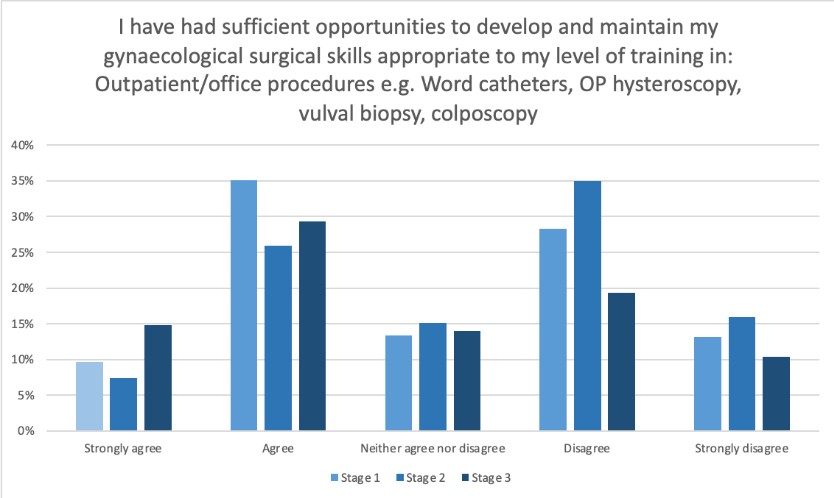 I have had sufficient opportunities to develop and maintain my
gynaecological surgical skills appropriate to my level of training in:
Outpatient/office procedures e.g. Word catheters, OP hysteroscopy,
vulval biopsy, colposcopy
40%
35%
30%
25%
20%
15%
10%
5%
0%
Strongly agree
Agree
Neither agree nor disagree
Disagree
Strongly disagree
Stage 1 Stage 2 Stage 3